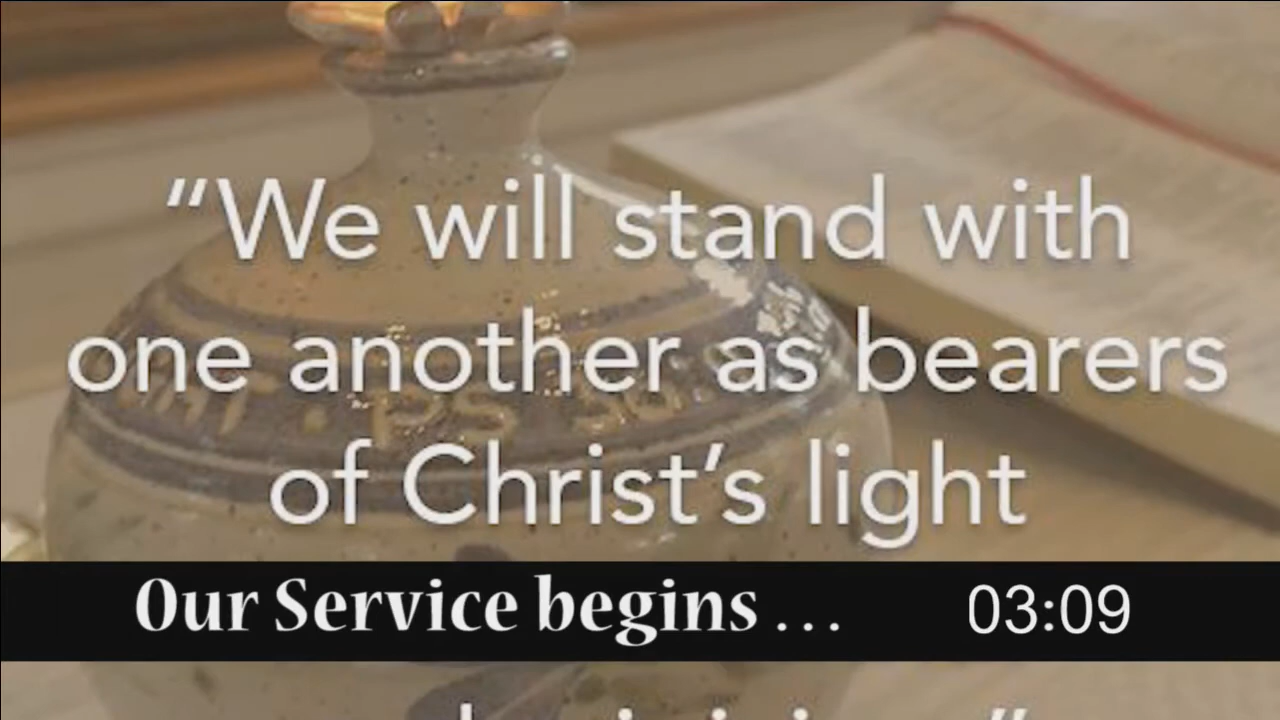 “We will stand with
one another as bearers
of Christ’s light
Our Service begins . . . 03:09